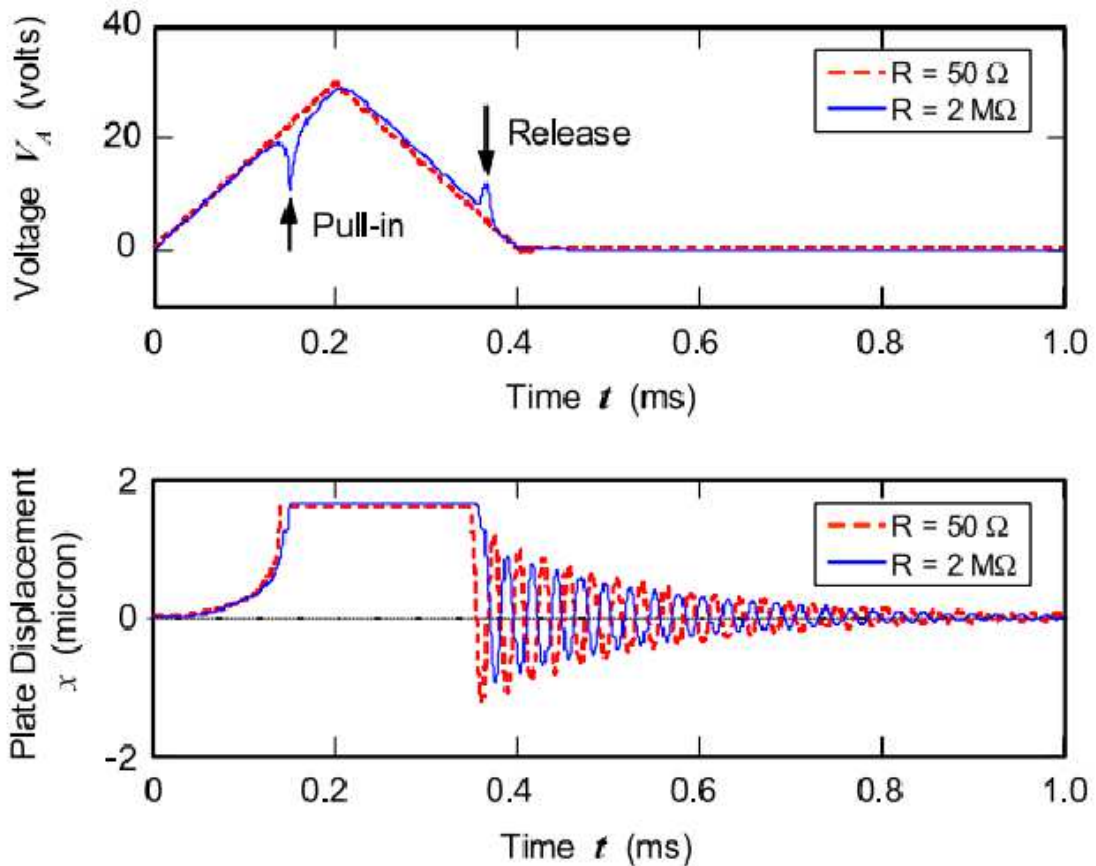 40
20
0
Voltage V_A (volts)
R = 50 Ω
R = 2 MΩ
Release
Pull-in
0 0.2 0.4 0.6 0.8 1.0
Time t (ms)
2
0
-2
Plate Displacement
x (micron)
R = 50 Ω
R = 2 MΩ
0 0.2 0.4 0.6 0.8 1.0
Time t (ms)